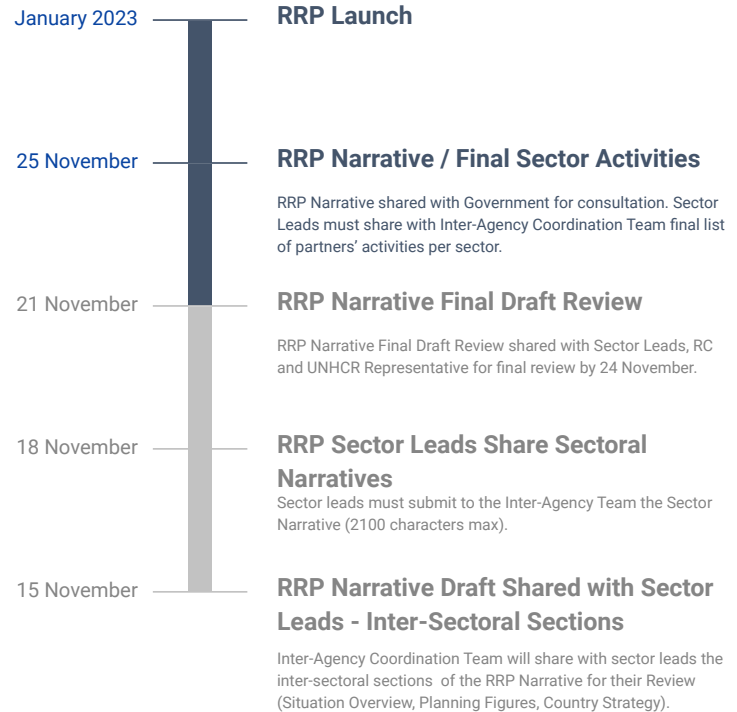 January 2023
RRP Launch
25 November
RRP Narrative / Final Sector Activities
RRP Narrative shared with Government for consultation. Sector
Leads must share with Inter-Agency Coordination Team final list
of partners' activities per sector.
21 November
RRP Narrative Final Draft Review
RRP Narrative Final Draft Review shared with Sector Leads, RC
and UNHCR Representative for final review by 24 November.
18 November
RRP Sector Leads Share Sectoral
Narratives
Sector leads must submit to the Inter-Agency Team the Sector
Narrative (2100 characters max).
15 November
RRP Narrative Draft Shared with Sector
Leads - Inter-Sectoral Sections
Inter-Agency Coordination Team will share with sector leads the
inter-sectoral sections  of the RRP Narrative for their Review
(Situation Overview, Planning Figures, Country Strategy).